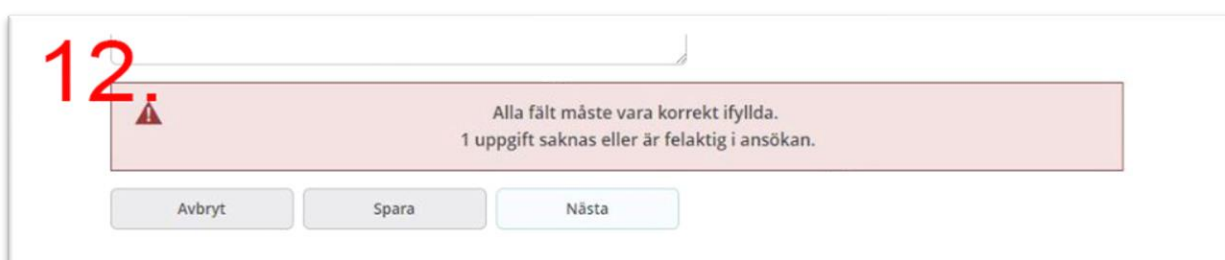 12.
Alla fält måste vara korrekt ifyllda.
1 uppgift saknas eller är felaktig i ansökan.
Avbryt
Spara
Nästa